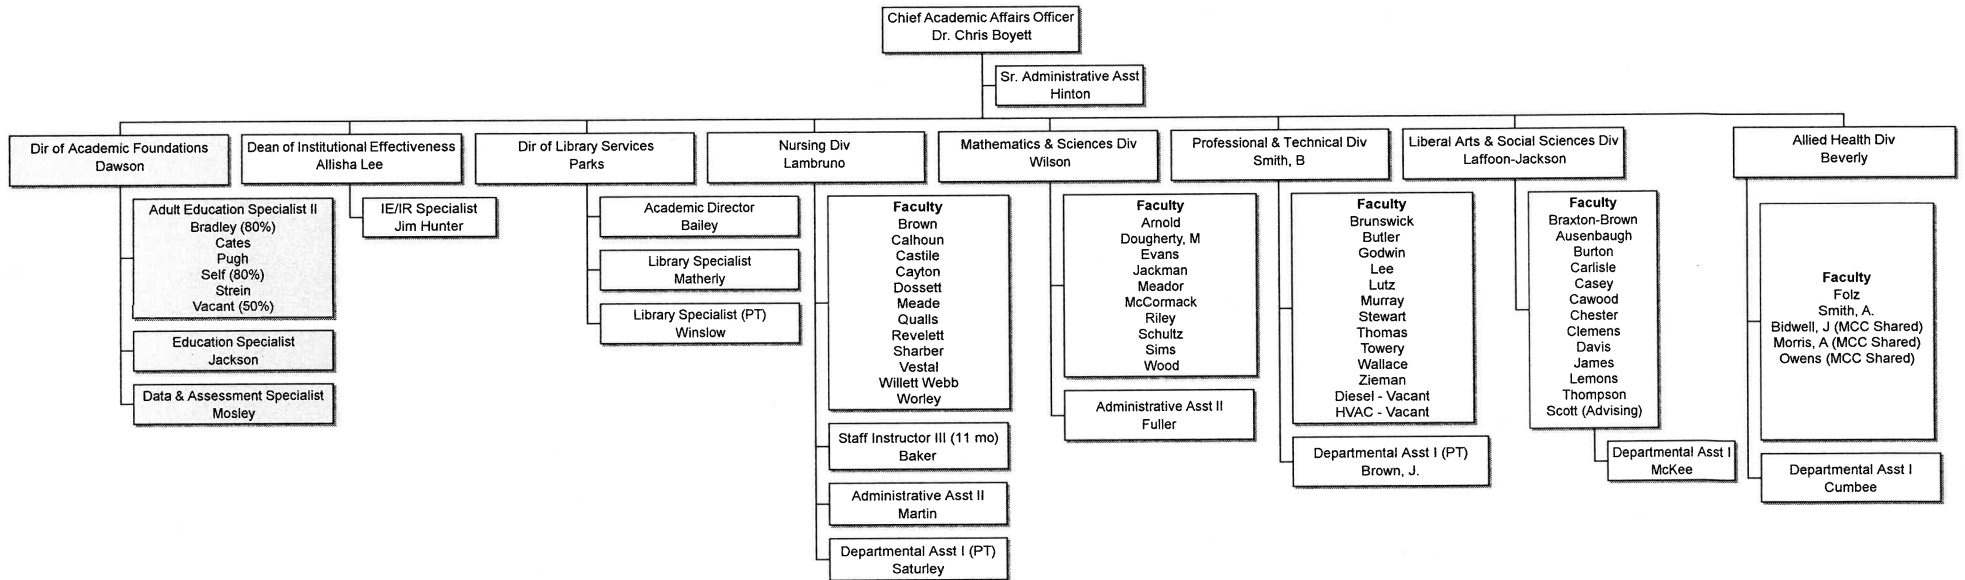 Chief Academic Affairs Officer
Dr. Chris Boyett
Sr. Administrative Asst
Hinton
Dir of Academic Foundations
Dawson
Adult Education Specialist II
Bradley (80%)
Cates
Pugh
Self (80%)
Strein
Vacant (50%)
Education Specialist
Jackson
Data & Assessment Specialist
Mosley
Dean of Institutional Effectiveness
Allisha Lee
IE/IR Specialist
Jim Hunter
Dir of Library Services
Parks
Academic Director
Bailey
Library Specialist
Matherly
Library Specialist (PT)
Winslow
Nursing Div
Lambruno
Faculty
Brown
Calhoun
Castile
Cayton
Dossett
Meade
Qualls
Revelett
Sharber
Vestal
Willett Webb
Worley
Staff Instructor III (11 mo)
Baker
Administrative Asst II
Martin
Departmental Asst I (PT)
Saturley
Mathematics & Sciences Div
Wilson
Faculty
Arnold
Dougherty, M
Evans
Jackman
Meador
McCormack
Riley
Schultz
Sims
Wood
Administrative Asst II
Fuller
Professional & Technical Div
Smith, B
Faculty
Brunswick
Butler
Godwin
Lee
Lutz
Murray
Stewart
Thomas
Towery
Wallace
Zieman
Diesel - Vacant
HVAC - Vacant
Departmental Asst I (PT)
Brown, J.
Liberal Arts & Social Sciences Div
Laffoon-Jackson
Faculty
Braxton-Brown
Ausenbaugh
Burton
Carlisle
Casey
Cawood
Chester
Clemens
Davis
James
Lemons
Thompson
Scott (Advising)
Departmental Asst I
McKee
Allied Health Div
Beverly
Faculty
Folz
Smith, A.
Bidwell, J (MCC Shared)
Morris, A (MCC Shared)
Owens (MCC Shared)
Departmental Asst I
Cumbee